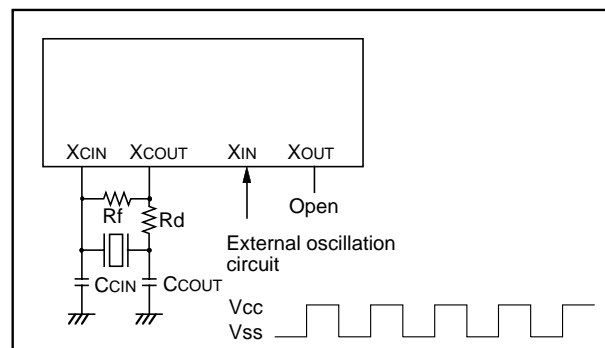 XCIN XCOUT XIN XOUT
Rf Rd Open
External oscillation
circuit
CCIN CCOUT
Vcc
Vss